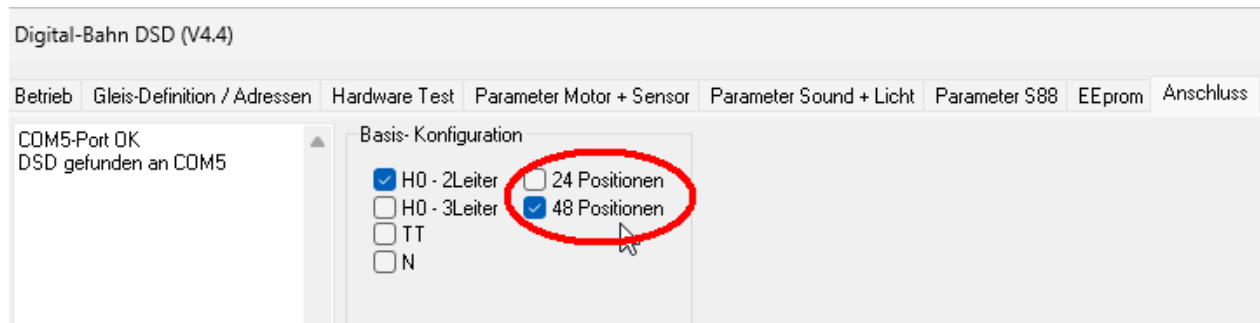 Digital-Bahn DSD (V4.4)
Betrieb Gleis-Definition / Adressen Hardware Test Parameter Motor + Sensor Parameter Sound + Licht Parameter S88 EEprom Anschluss
COM5-Port OK
DSD gefunden an COM5
Basis- Konfiguration
H0 - 2Leiter 24 Positionen
H0 - 3Leiter 48 Positionen
TT
N